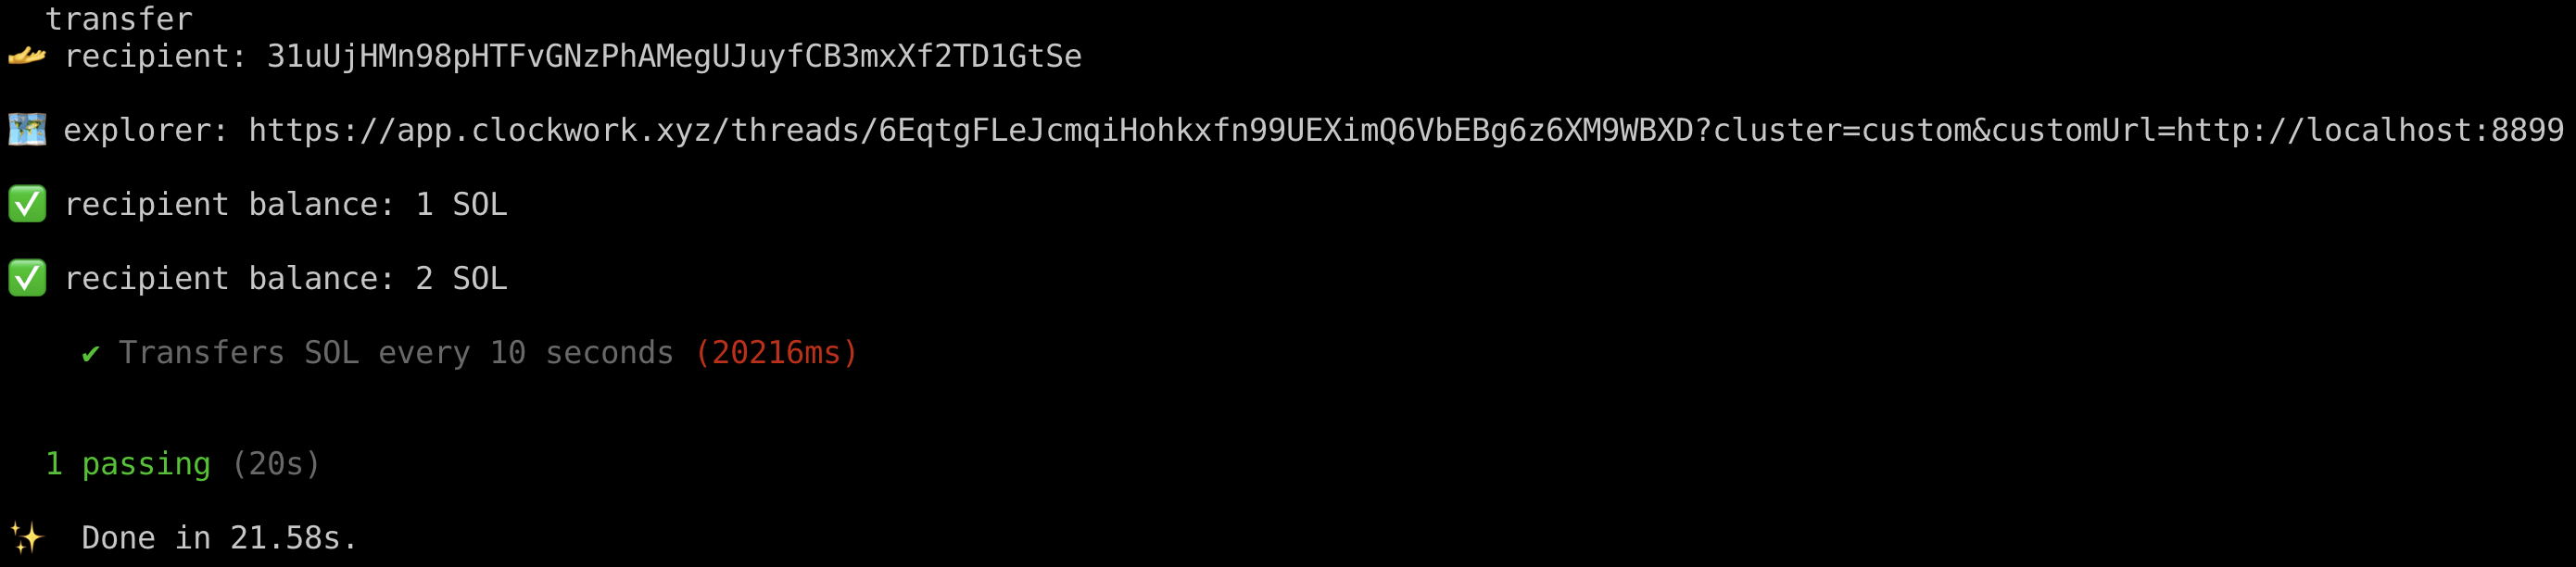 transfer
recipient: 31uUjHMn98pHTFvGNzPhAMegUJuyfCB3mxXf2TD1GtSe
explorer: https://app.clockwork.xyz/threads/6EqtgFLeJcmqiHohkxfn99UEXimQ6VbEBg6z6XM9WBXD?cluster=custom&customUrl=http://localhost:8899
✅ recipient balance: 1 SOL
✅ recipient balance: 2 SOL
✔ Transfers SOL every 10 seconds (20216ms)
1 passing (20s)
✨ Done in 21.58s.